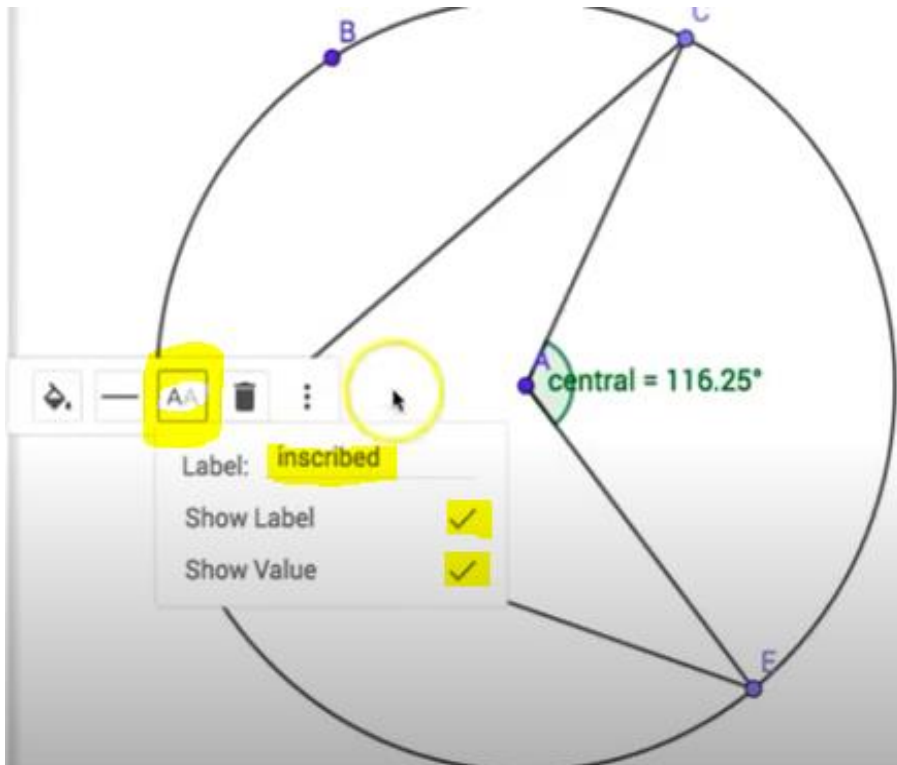 C
B
A
central = 116.25°
AA
Label: inscribed
Show Label
Show Value
E